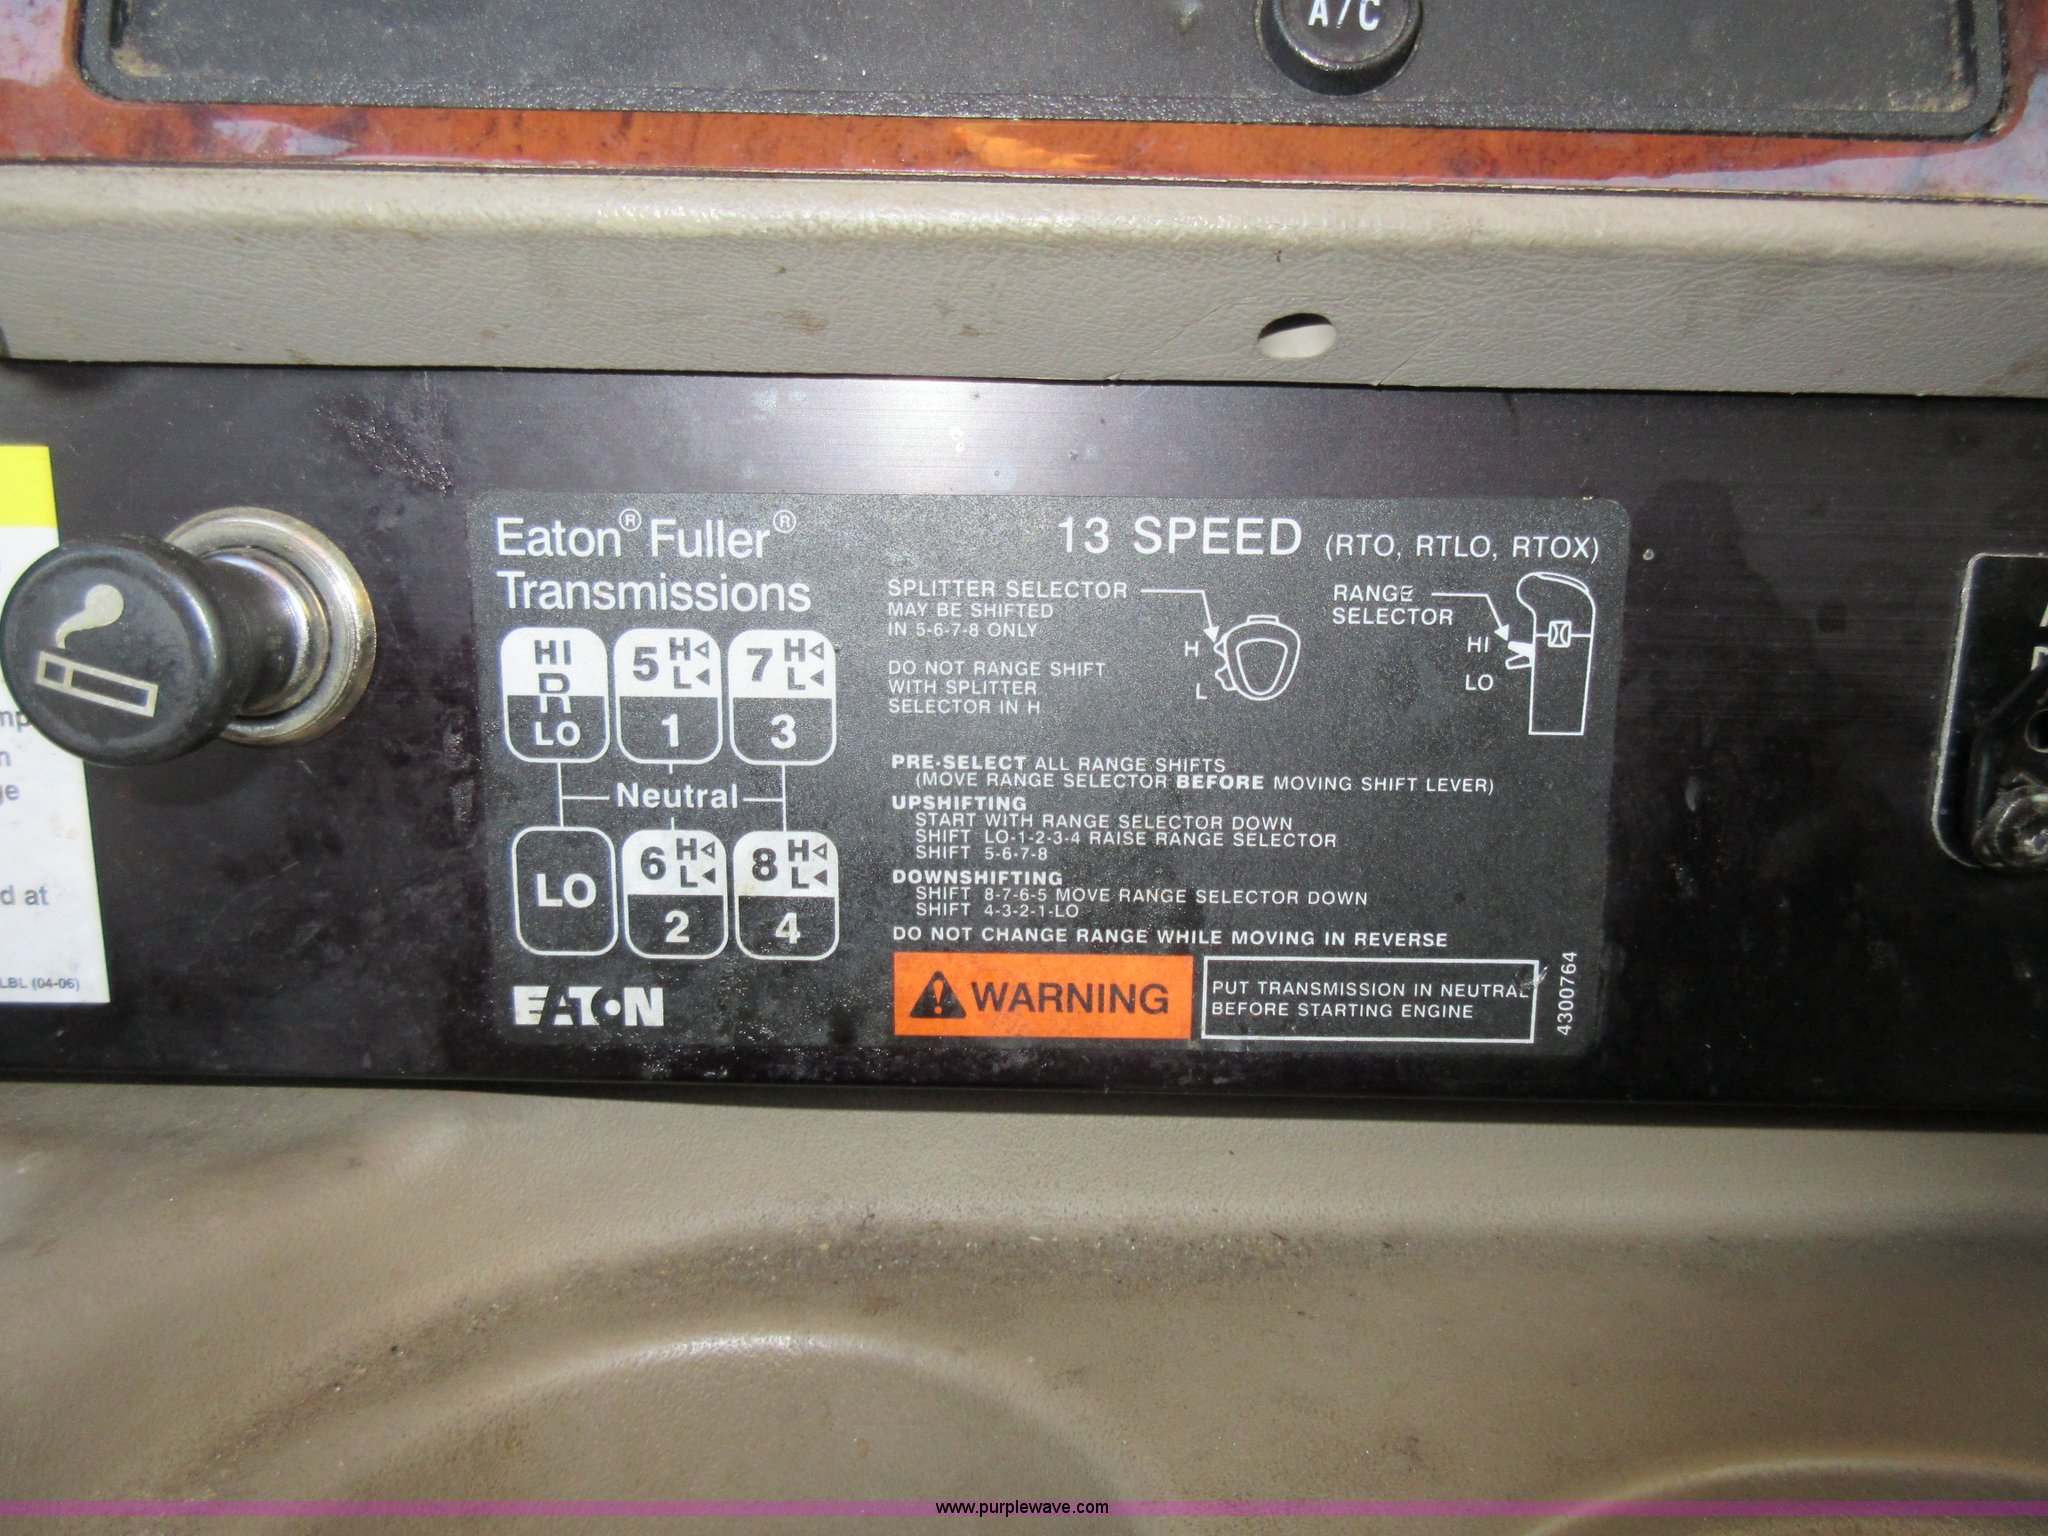 A/C
Eaton® Fuller®
Transmissions
13 SPEED (RTO, RTLO, RTOX)
HI
R
LO
5 H
L
1
7 H
L
3
Neutral
LO
6 H
L
2
8 H
L
4
EATON
SPLITTER SELECTOR
MAY BE SHIFTED
IN 5-6-7-8 ONLY
DO NOT RANGE SHIFT
WITH SPLITTER
SELECTOR IN H
H
L
RANGE
SELECTOR
HI
LO
PRE-SELECT ALL RANGE SHIFTS
(MOVE RANGE SELECTOR BEFORE MOVING SHIFT LEVER)
UPSHIFTING
START WITH RANGE SELECTOR DOWN
SHIFT LO-1-2-3-4 RAISE RANGE SELECTOR
SHIFT 5-6-7-8
DOWNSHIFTING
SHIFT 8-7-6-5 MOVE RANGE SELECTOR DOWN
SHIFT 4-3-2-1-LO
DO NOT CHANGE RANGE WHILE MOVING IN REVERSE
WARNING
PUT TRANSMISSION IN NEUTRAL
BEFORE STARTING ENGINE
4300764
d at
LBL (04-06)
www.purplewave.com